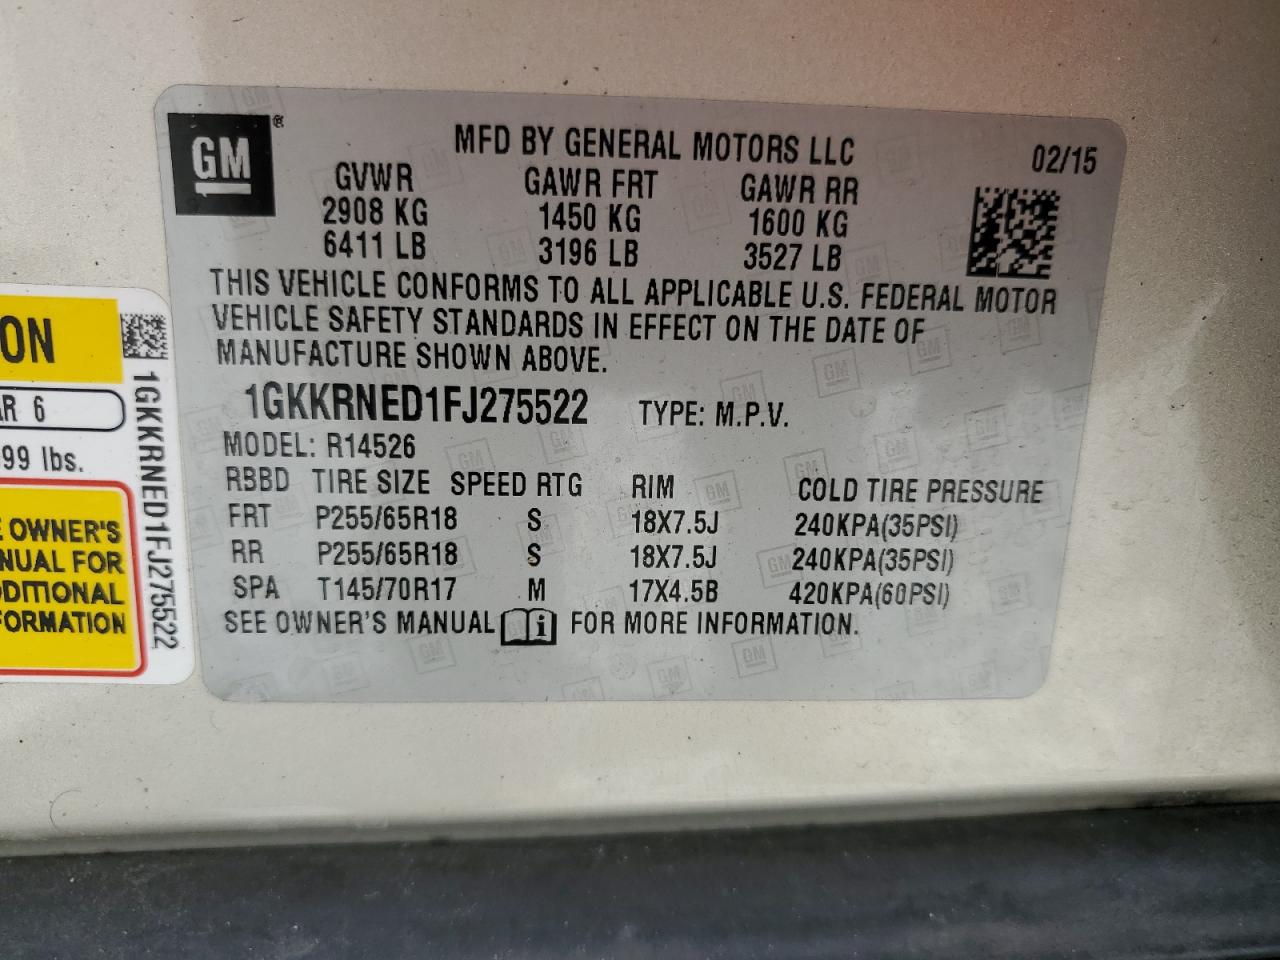 GM®
MFD BY GENERAL MOTORS LLC
02/15
GVWR GAWR FRT GAWR RR
2908 KG 1450 KG 1600 KG
6411 LB 3196 LB 3527 LB
THIS VEHICLE CONFORMS TO ALL APPLICABLE U.S. FEDERAL MOTOR
VEHICLE SAFETY STANDARDS IN EFFECT ON THE DATE OF
MANUFACTURE SHOWN ABOVE.
1GKKRNED1FJ275522 TYPE: M.P.V.
MODEL: R14526
RBBD TIRE SIZE SPEED RTG RIM COLD TIRE PRESSURE
FRT P255/65R18 S 18X7.5J 240KPA(35PSI)
RR P255/65R18 S 18X7.5J 240KPA(35PSI)
SPA T145/70R17 M 17X4.5B 420KPA(60PSI)
SEE OWNER'S MANUAL i FOR MORE INFORMATION.
ON
AR 6
99 lbs.
E OWNER'S
NUAL FOR
DDITIONAL
FORMATION
1GKKRNED1FJ275522